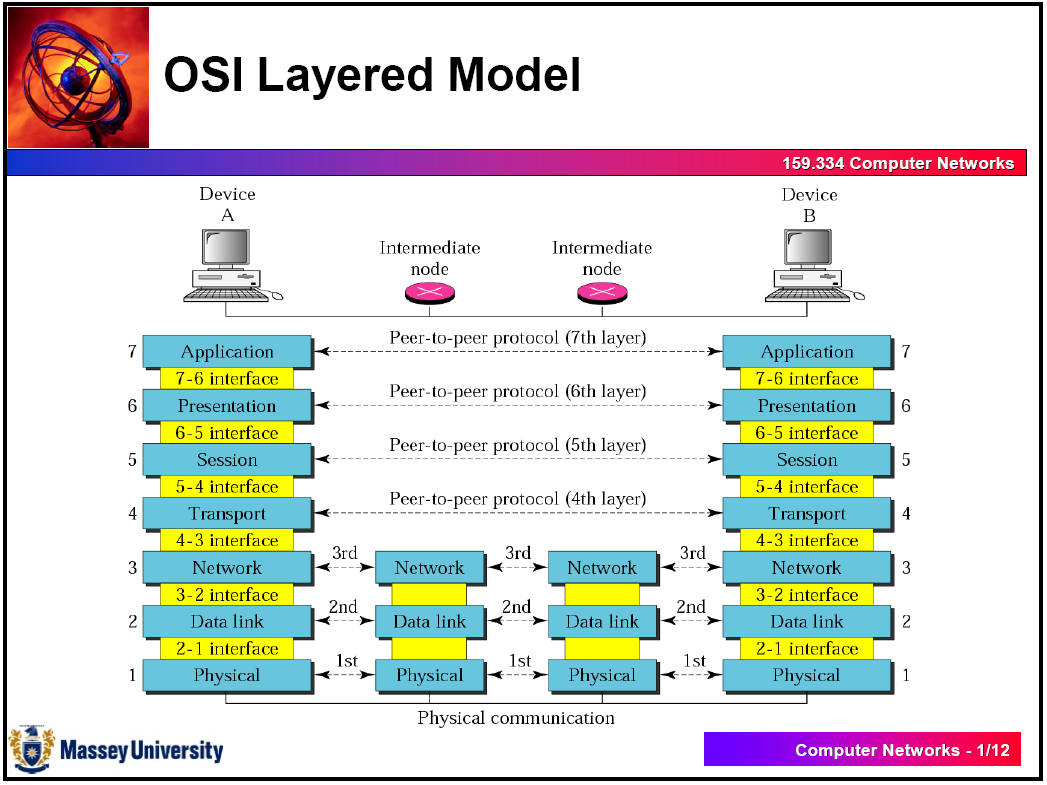 OSI Layered Model
159.334 Computer Networks
Device
A
Device
B
Intermediate
node
Intermediate
node
Peer-to-peer protocol (7th layer)
7 Application Application 7
7-6 interface 7-6 interface
Peer-to-peer protocol (6th layer)
6 Presentation Presentation 6
6-5 interface 6-5 interface
Peer-to-peer protocol (5th layer)
5 Session Session 5
5-4 interface 5-4 interface
Peer-to-peer protocol (4th layer)
4 Transport Transport 4
4-3 interface 4-3 interface
3rd 3rd 3rd
3 Network Network Network Network 3
3-2 interface 3-2 interface
2nd 2nd 2nd
2 Data link Data link Data link Data link 2
2-1 interface 2-1 interface
1st 1st 1st
1 Physical Physical Physical Physical 1
Physical communication
Massey University
Computer Networks - 1/12